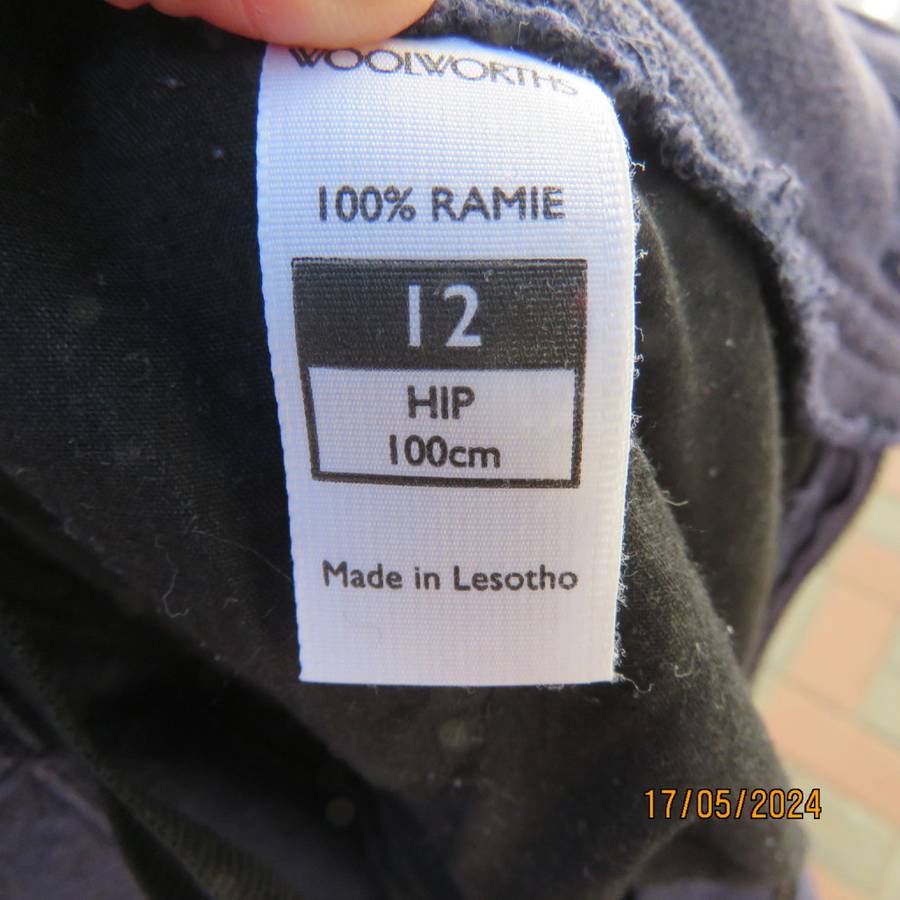 WOOLWORTHS
100% RAMIE
12
HIP
100cm
Made in Lesotho
17/05/2024